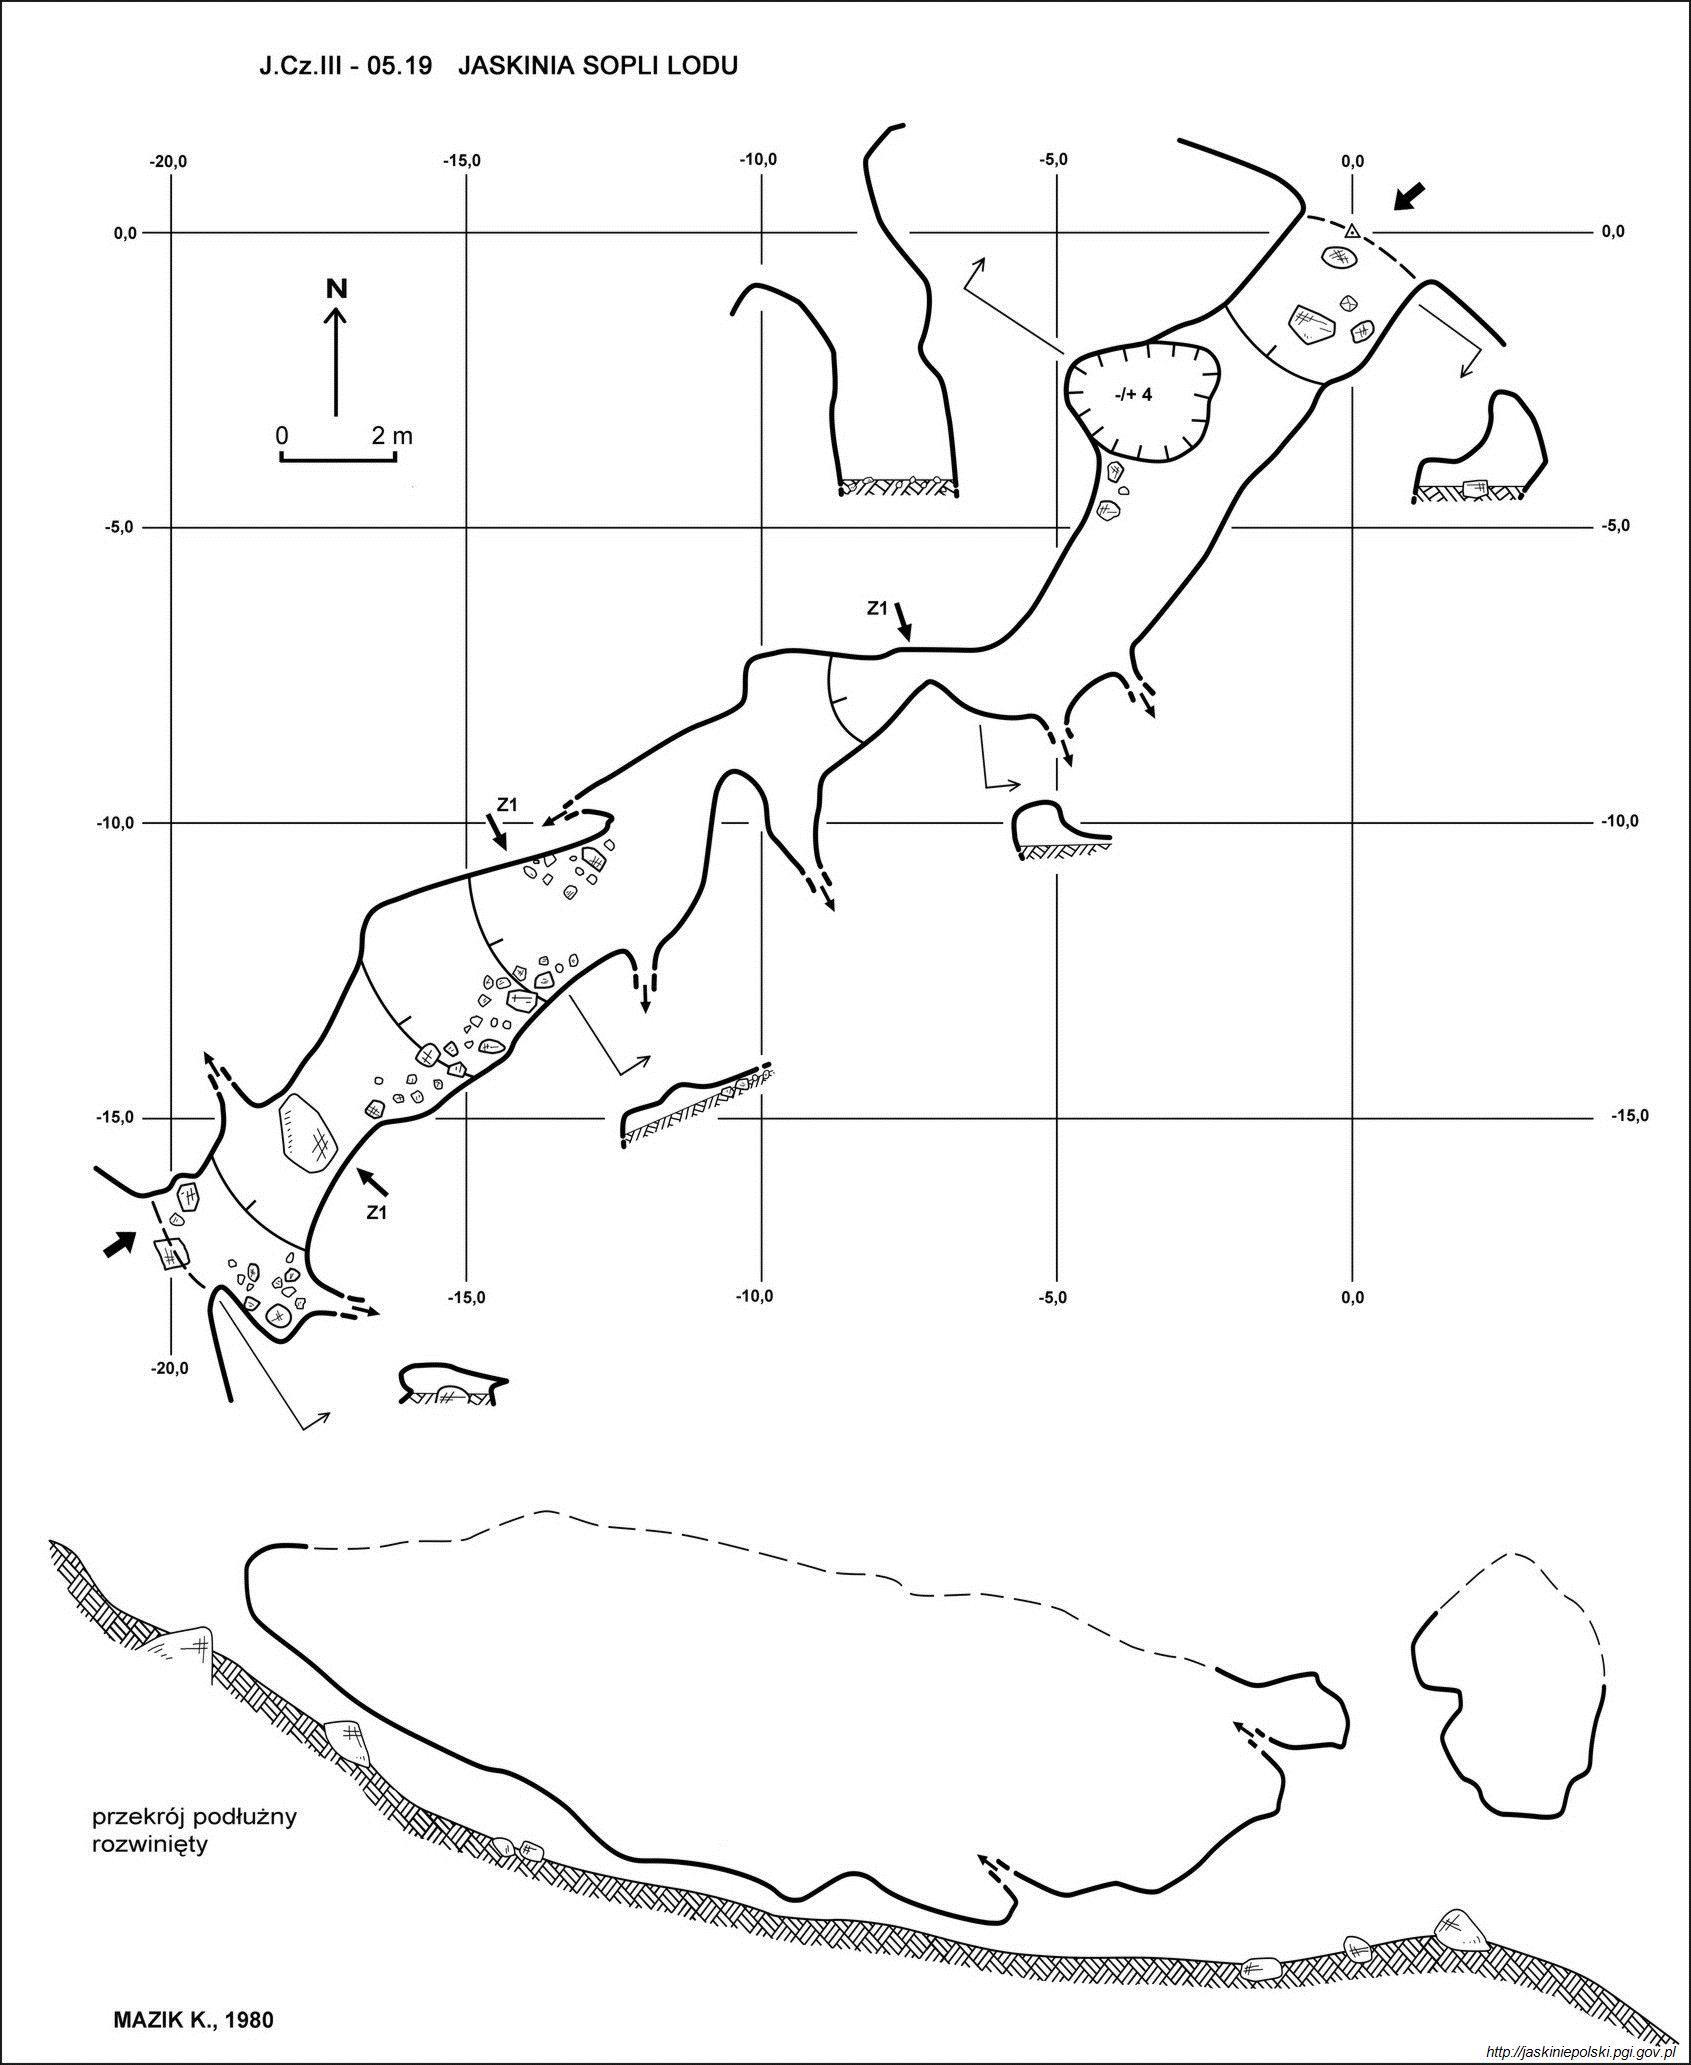 J.Cz.III - 05.19 JASKINIA SOPLI LODU
-20,0 -15,0 -10,0 -5,0 0,0
0,0 0,0
N
0 2 m
-/+ 4
-5,0 -5,0
Z1
Z1
-10,0 -10,0
-15,0 -15,0
Z1
-15,0 -10,0 -5,0 0,0
-20,0
przekrój podłużny
rozwinięty
MAZIK K., 1980
http://jaskiniepolski.pgi.gov.pl